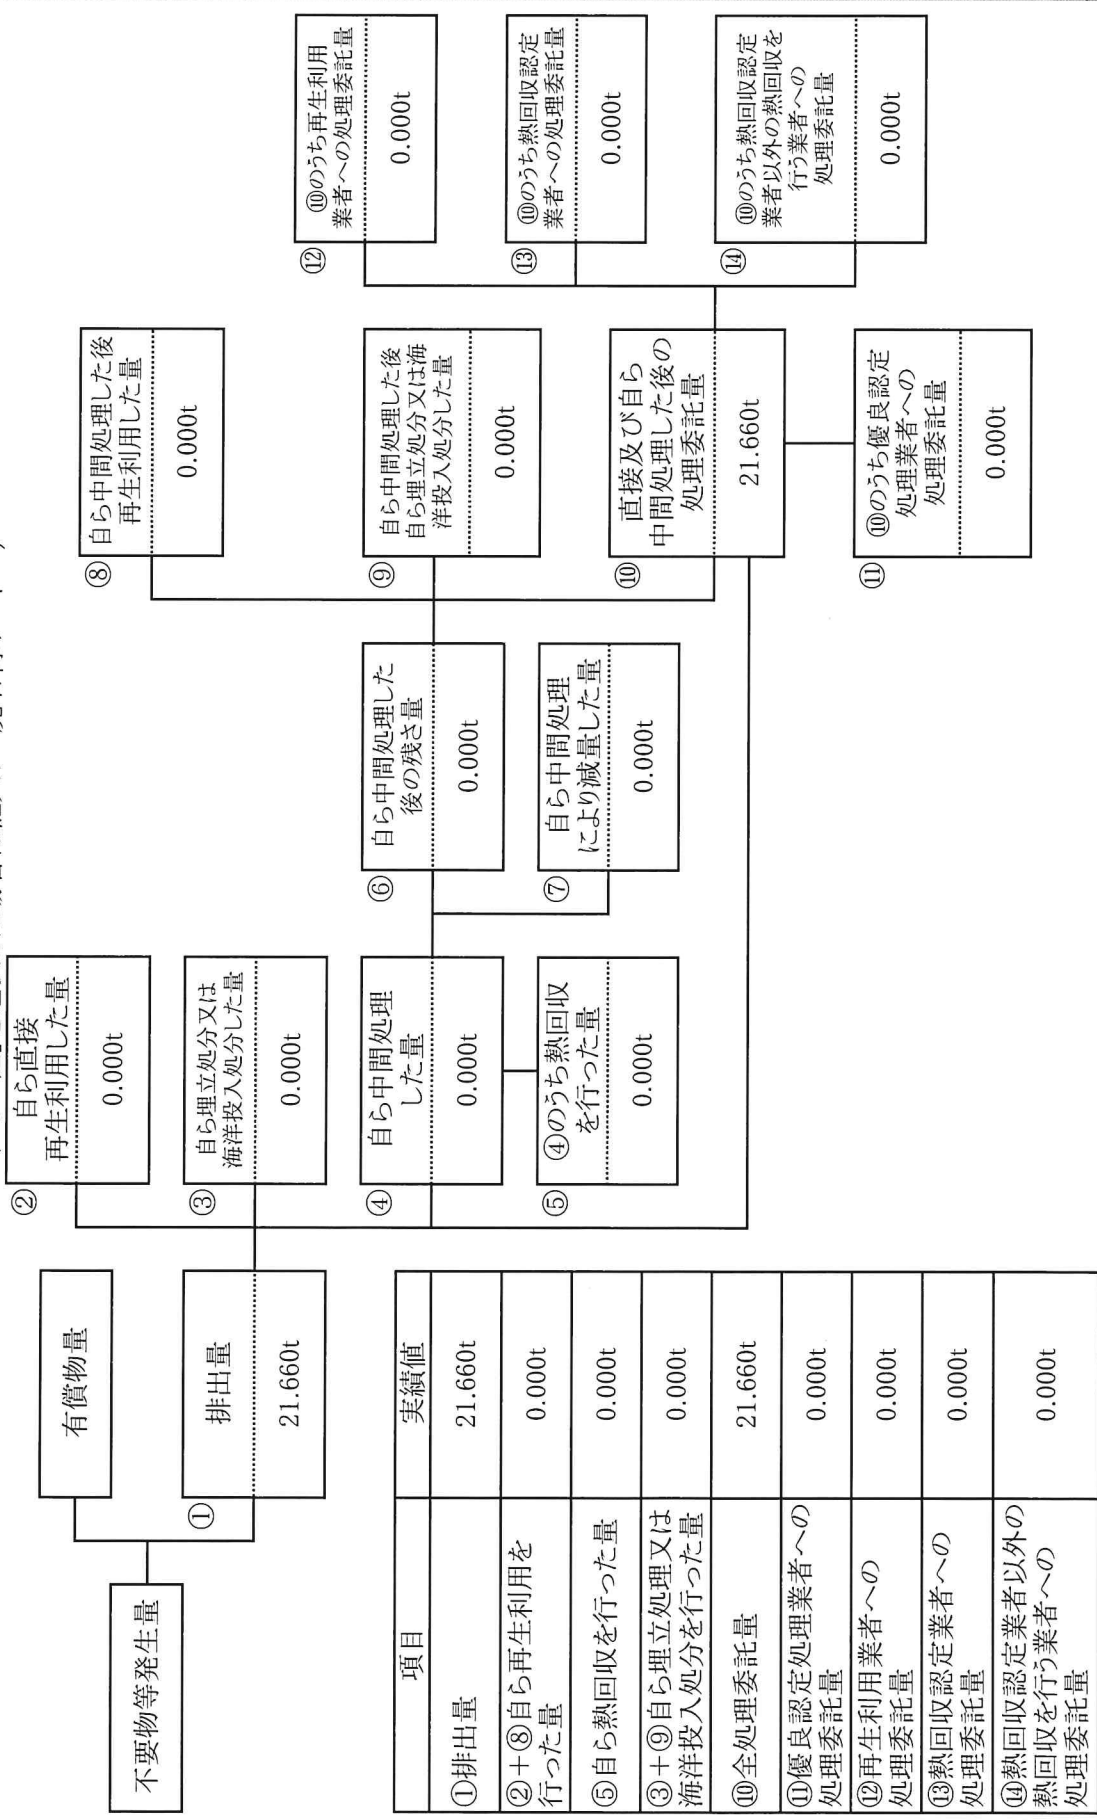 不要物等発生量
有償物量
①
排出量
21.660t
②
自ら直接
再生利用した量
0.000t
③
自ら埋立処分又は
海洋投入処分した量
0.000t
④
自ら中間処理
した量
0.000t
⑤
④のうち熱回収
を行った量
0.000t
⑥
自ら中間処理した
後の残さ量
0.000t
⑦
自ら中間処理
により減量した量
0.000t
⑧
自ら中間処理した後
再生利用した量
0.000t
⑨
自ら中間処理した後
自ら埋立処分又は海
洋投入処分した量
0.000t
⑩
直接及び自ら
中間処理した後の
処理委託量
21.660t
⑪
⑩のうち優良認定
処理業者への
処理委託量
0.000t
⑫
⑩のうち再生利用
業者への処理委託量
0.000t
⑬
⑩のうち熱回収認定
業者への処理委託量
0.000t
⑭
⑩のうち熱回収認定
業者以外の熱回収を
行う業者への
処理委託量
0.000t
項目 実績値
①排出量 21.660t
②+⑧自ら再生利用を
行った量 0.000t
⑤自ら熱回収を行った量 0.000t
③+⑨自ら埋立処理又は
海洋投入処分を行った量 0.000t
⑩全処理委託量 21.660t
⑪優良認定処理業者への
処理委託量 0.000t
⑫再生利用業者への
処理委託量 0.000t
⑬熱回収認定業者への
処理委託量 0.000t
⑭熱回収認定業者以外の
熱回収を行う業者への
処理委託量 0.000t